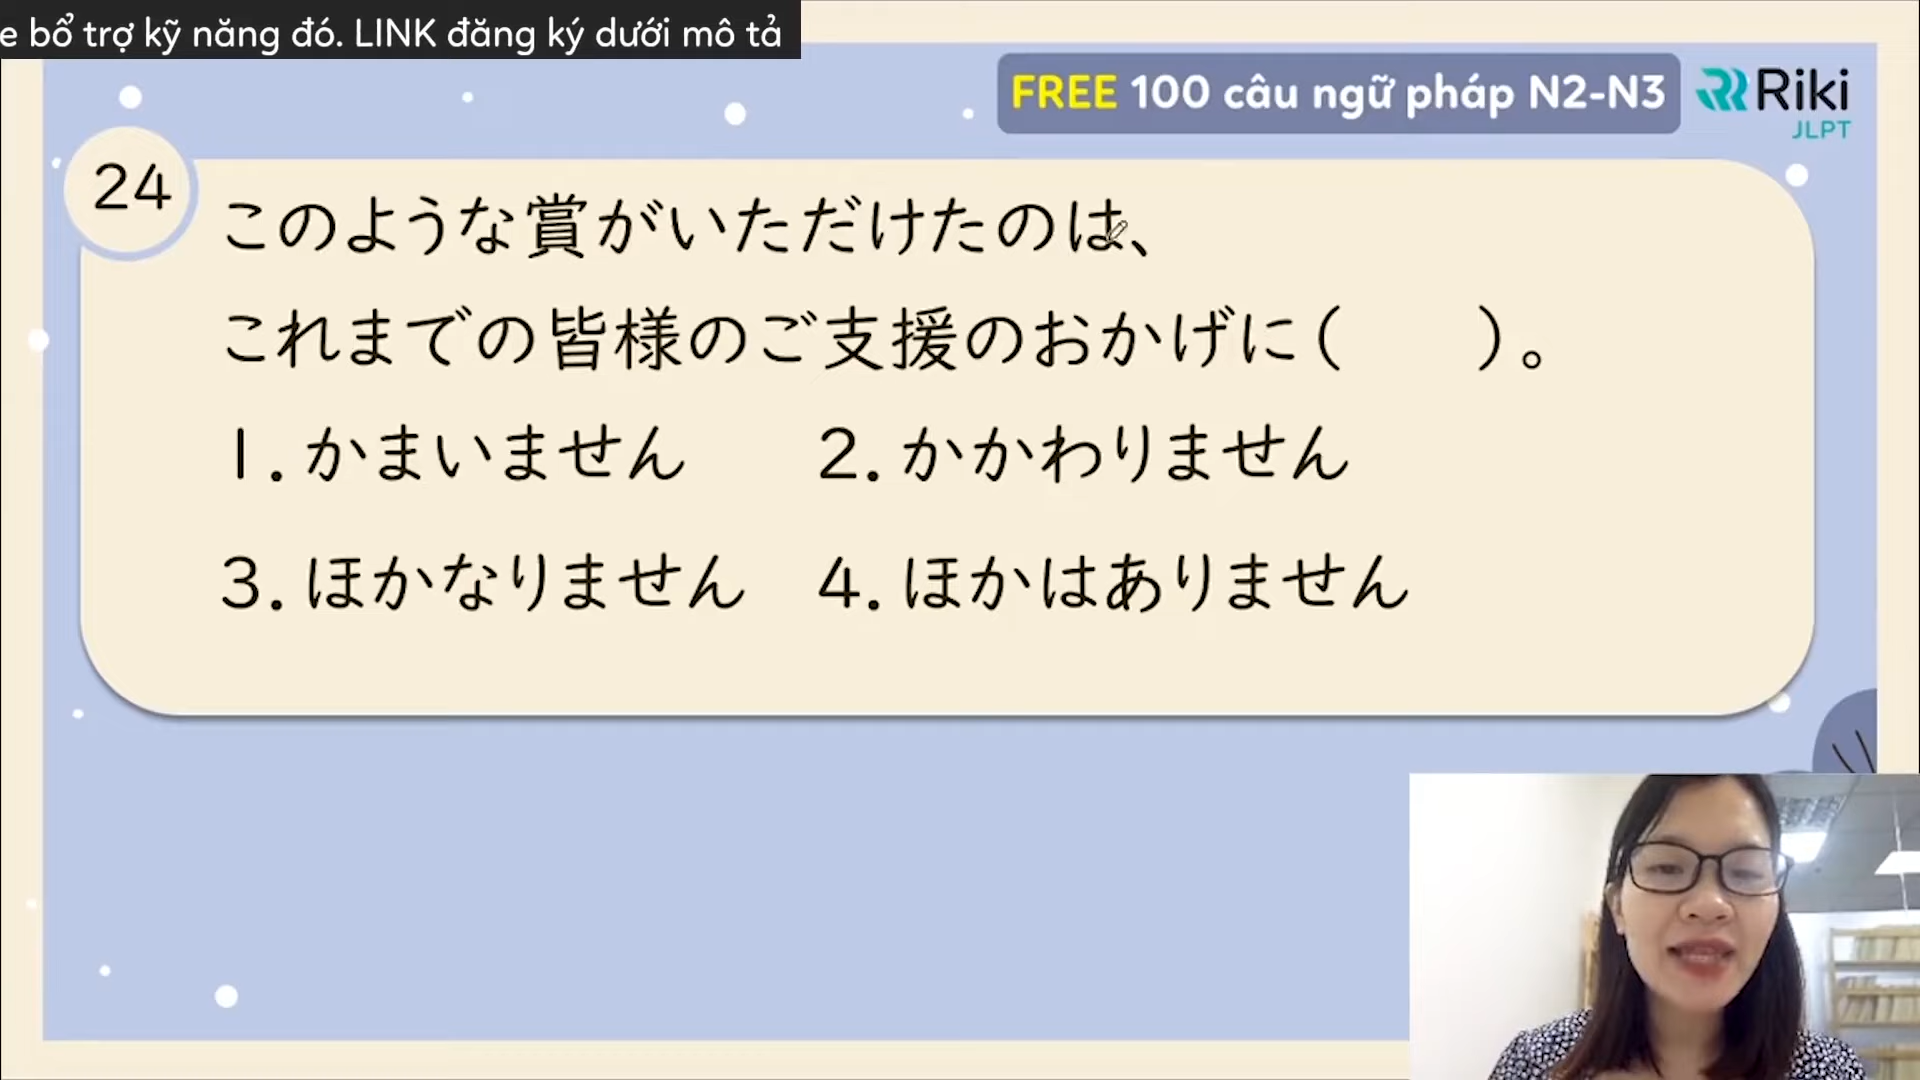 e bổ trợ kỹ năng đó. LINK đăng ký dưới mô tả
FREE 100 câu ngữ pháp N2-N3
Riki
JLPT
24
このような賞がいただけたのは、
これまでの皆様のご支援のおかげに(　　)。
1. かまいません　2. かかわりません
3. ほかなりません　4. ほかはありません